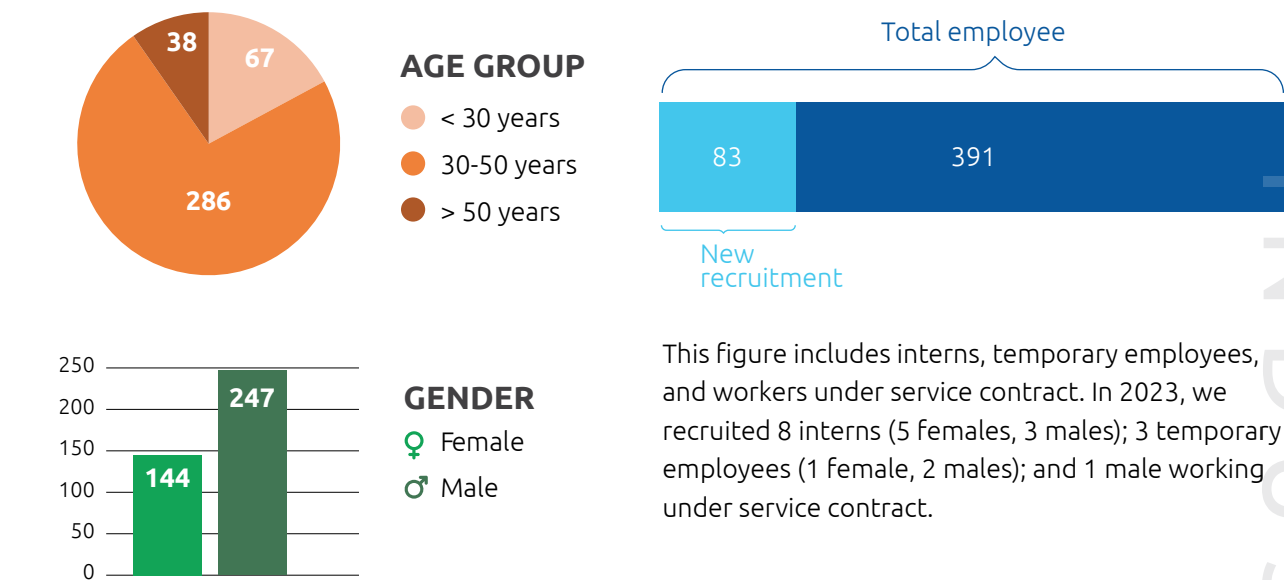 38
67
286
AGE GROUP
< 30 years
30-50 years
> 50 years
Total employee
83
391
New
recruitment
250
200
150
100
50
0
144
247
GENDER
Female
Male
This figure includes interns, temporary employees,
and workers under service contract. In 2023, we
recruited 8 interns (5 females, 3 males); 3 temporary
employees (1 female, 2 males); and 1 male working
under service contract.